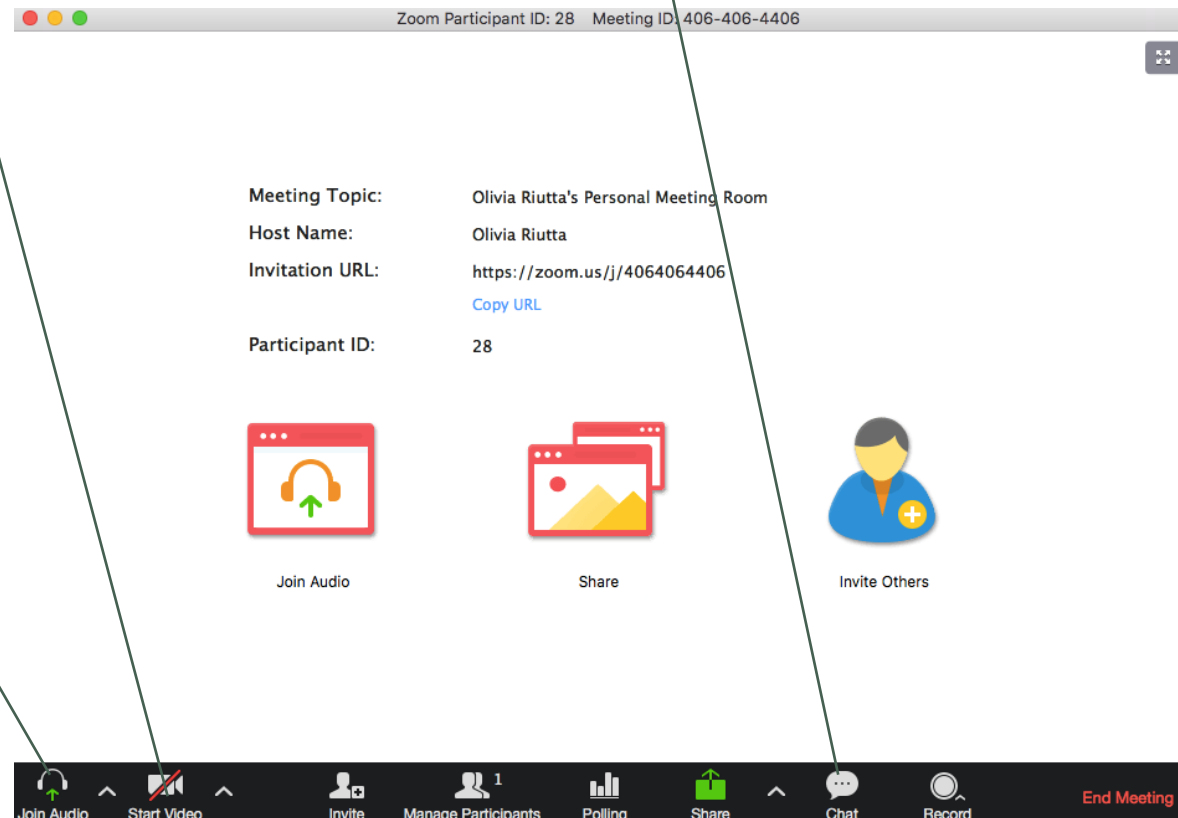 Zoom Participant ID: 28 Meeting ID: 406-406-4406
Meeting Topic: Olivia Riutta's Personal Meeting Room
Host Name: Olivia Riutta
Invitation URL: https://zoom.us/j/4064064406
Copy URL
Participant ID: 28
Join Audio Share Invite Others
1
Join Audio Start Video Invite Manage Participants Polling Share Chat Record End Meeting